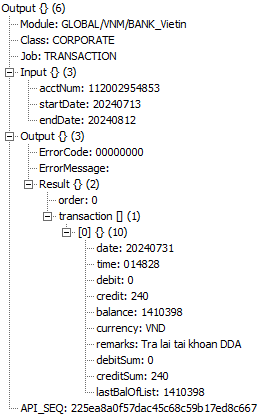 Output {} (6)
Module: GLOBAL/VNM/BANK_Vietin
Class: CORPORATE
Job: TRANSACTION
Input {} (3)
acctNum: 112002954853
startDate: 20240713
endDate: 20240812
Output {} (3)
ErrorCode: 00000000
ErrorMessage:
Result {} (2)
order: 0
transaction [] (1)
[0] {} (10)
date: 20240731
time: 014828
debit: 0
credit: 240
balance: 1410398
currency: VND
remarks: Tra lai tai khoan DDA
debitSum: 0
creditSum: 240
lastBalOfList: 1410398
API_SEQ: 225ea8a0f57dac45c68c59b17ed8c667